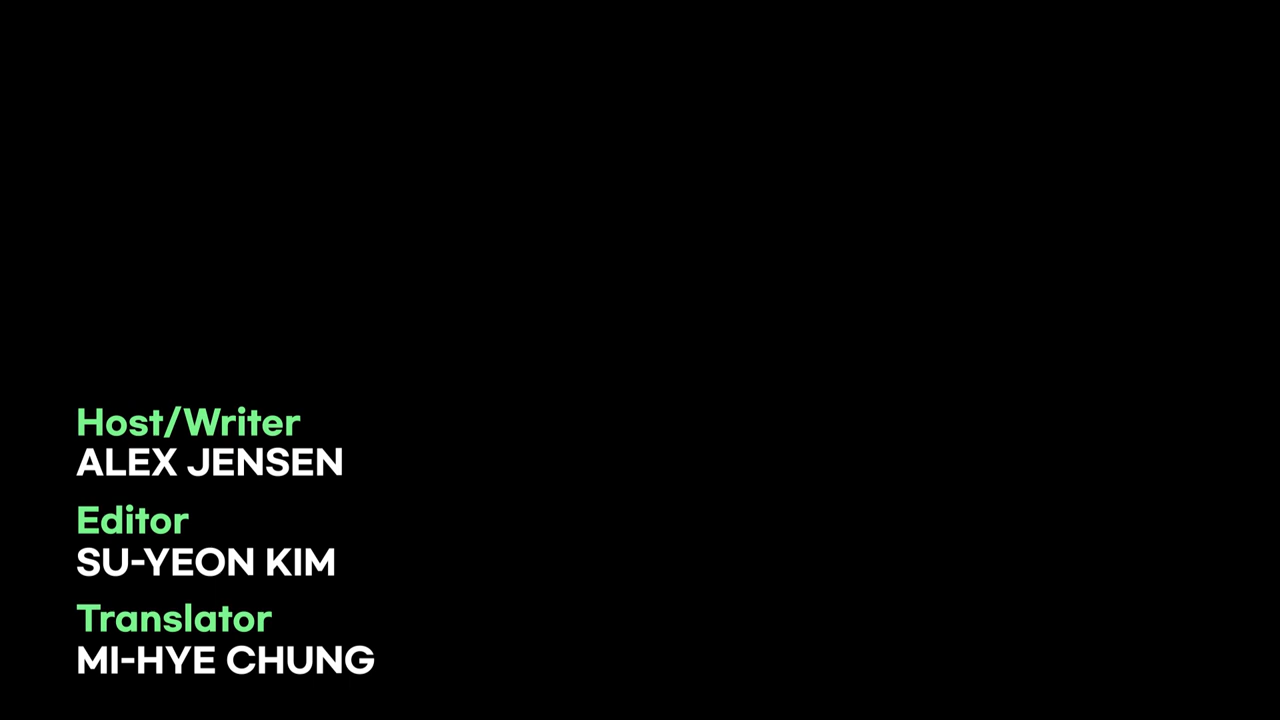 Host/Writer
ALEX JENSEN
Editor
SU-YEON KIM
Translator
MI-HYE CHUNG